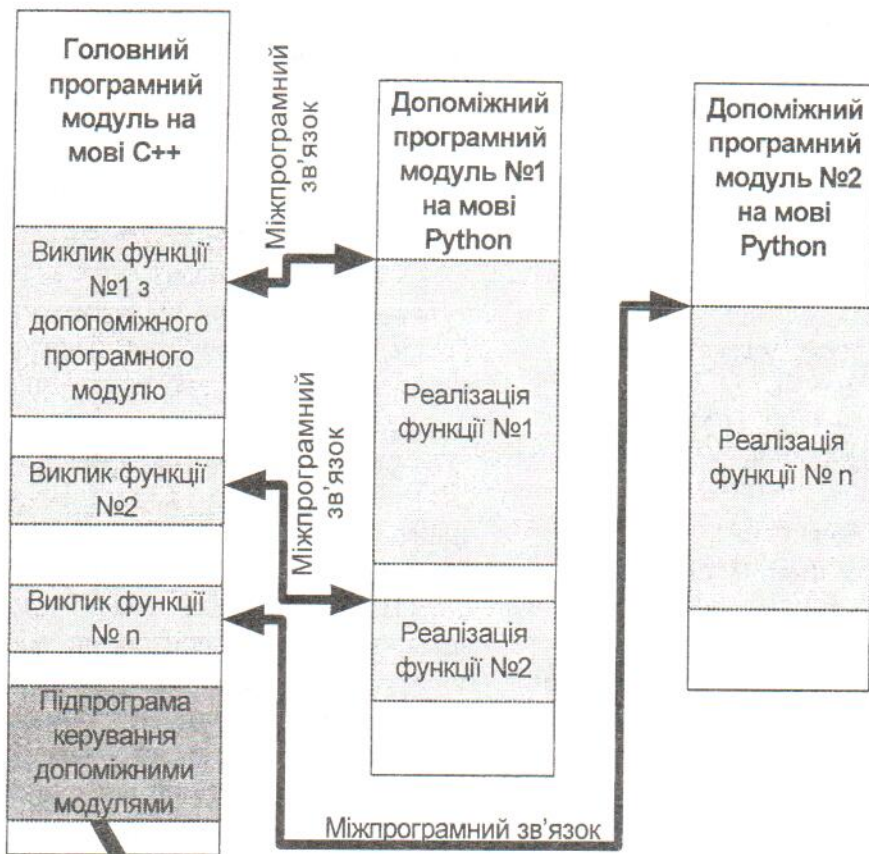 Головний
програмний
модуль на
мові C++
Виклик функції
№1 з
допопоміжного
програмного
модулю
Виклик функції
№2
Виклик функції
№ n
Підпрограма
керування
допоміжними
модулями
Міжпрограмний
зв'язок
Міжпрограмний
зв'язок
Допоміжний
програмний
модуль №1
на мові
Python
Реалізація
функції №1
Реалізація
функції №2
Міжпрограмний зв'язок
Допоміжний
програмний
модуль №2
на мові
Python
Реалізація
функції № n